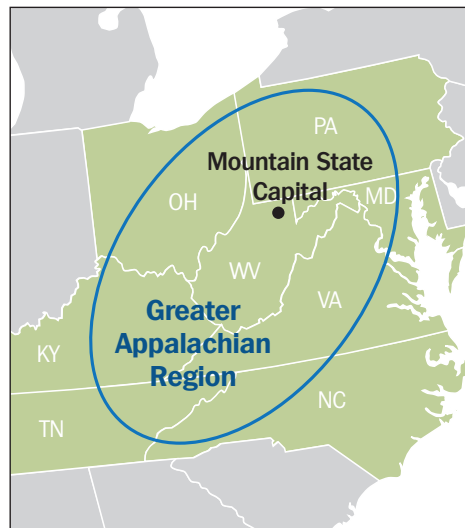 PA
Mountain State
Capital
MD
OH
WV
VA
Greater
Appalachian
Region
KY
NC
TN